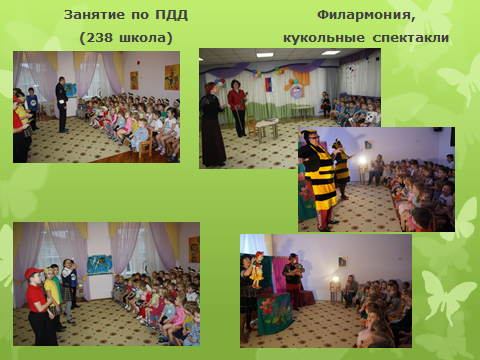 Занятие по ПДД
(238 школа)
Филармония,
кукольные спектакли